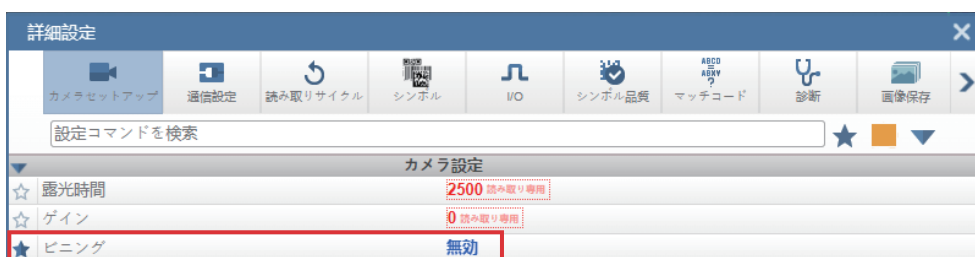 詳細設定
カメラセットアップ 通信設定 読み取りサイクル シンボル I/O シンボル品質 マッチコード 診断 画像保存
ABCD
ABXY
?
設定コマンドを検索
カメラ設定
露光時間 2500 読み取り専用
ゲイン 0 読み取り専用
ビニング 無効